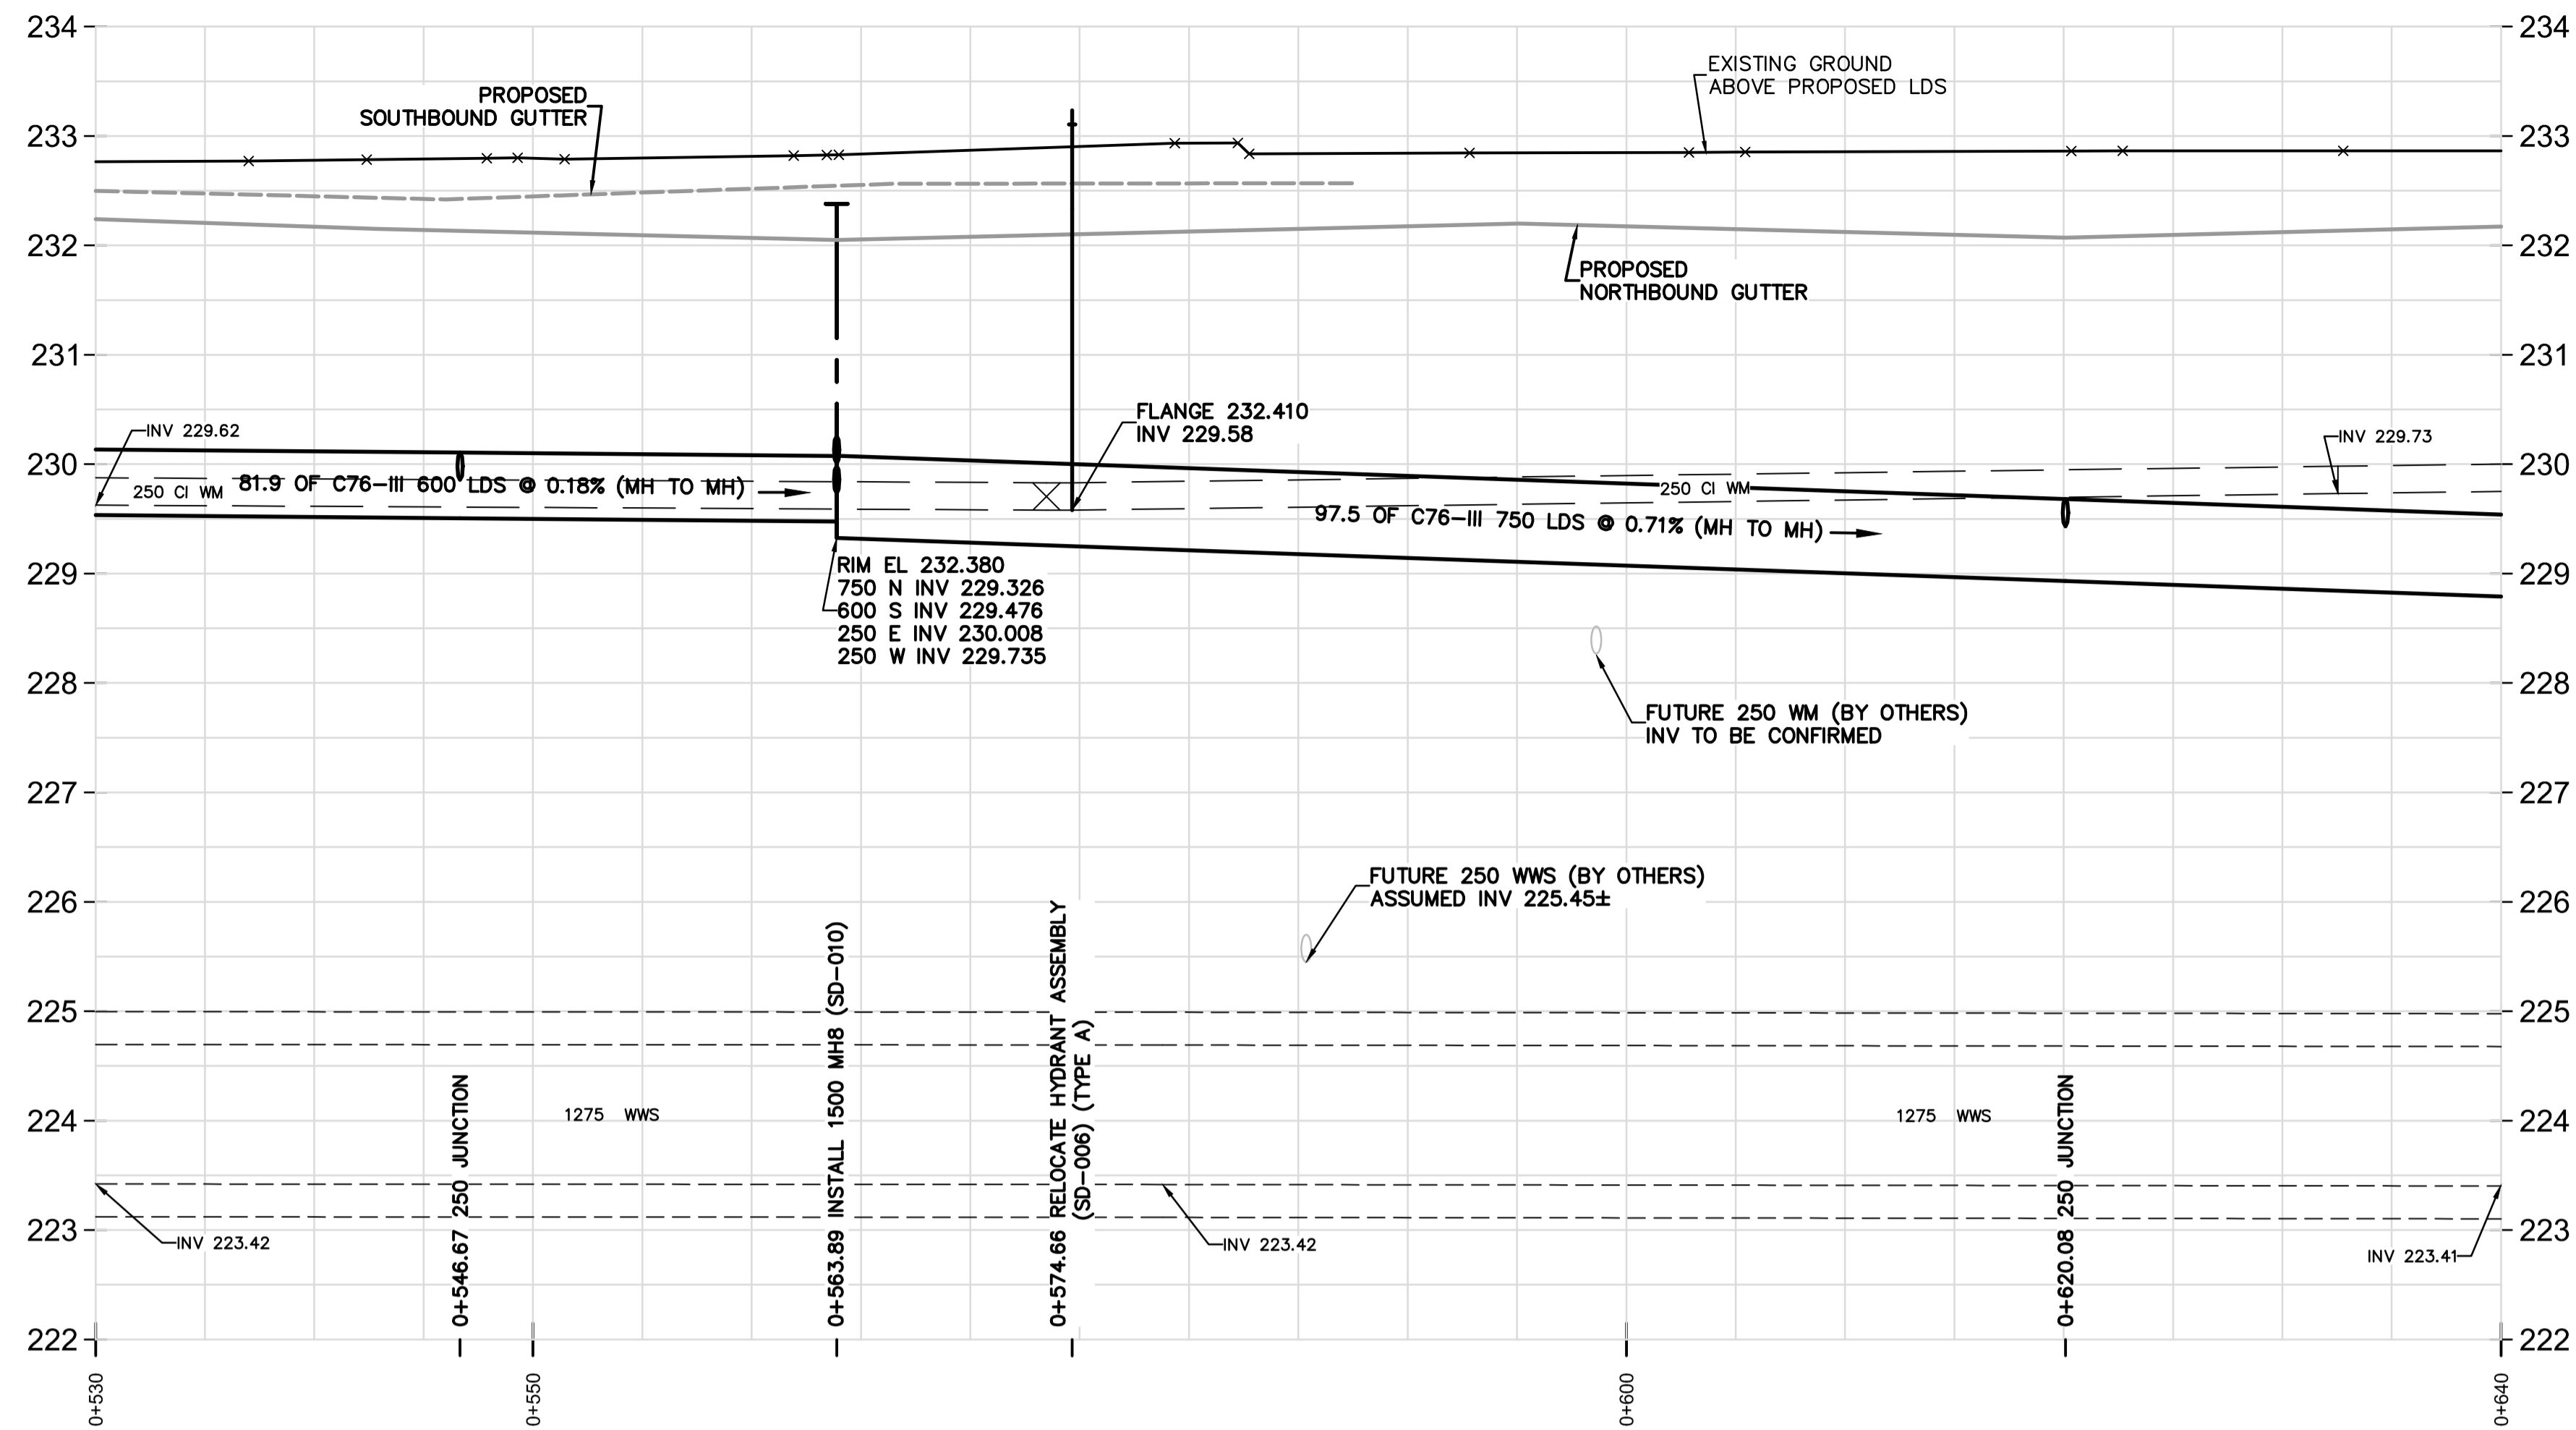 234
233
232
231
230
229
228
227
226
225
224
223
222
234
233
232
231
230
229
228
227
226
225
224
223
222
EXISTING GROUND
ABOVE PROPOSED LDS
PROPOSED
SOUTHBOUND GUTTER
PROPOSED
NORTHBOUND GUTTER
FLANGE 232.410
INV 229.58
INV 229.62
INV 229.73
250 CI WM
81.9 OF C76-III 600 LDS @ 0.18% (MH TO MH)
250 CI WM
97.5 OF C76-III 750 LDS @ 0.71% (MH TO MH)
RIM EL 232.380
750 N INV 229.326
600 S INV 229.476
250 E INV 230.008
250 W INV 229.735
FUTURE 250 WM (BY OTHERS)
INV TO BE CONFIRMED
FUTURE 250 WWS (BY OTHERS)
ASSUMED INV 225.45±
1275 WWS
1275 WWS
INV 223.42
INV 223.42
INV 223.41
0+546.67 250 JUNCTION
0+563.89 INSTALL 1500 MH8 (SD-010)
0+574.66 RELOCATE HYDRANT ASSEMBLY
(SD-006) (TYPE A)
0+620.08 250 JUNCTION
0+530
0+550
0+600
0+640